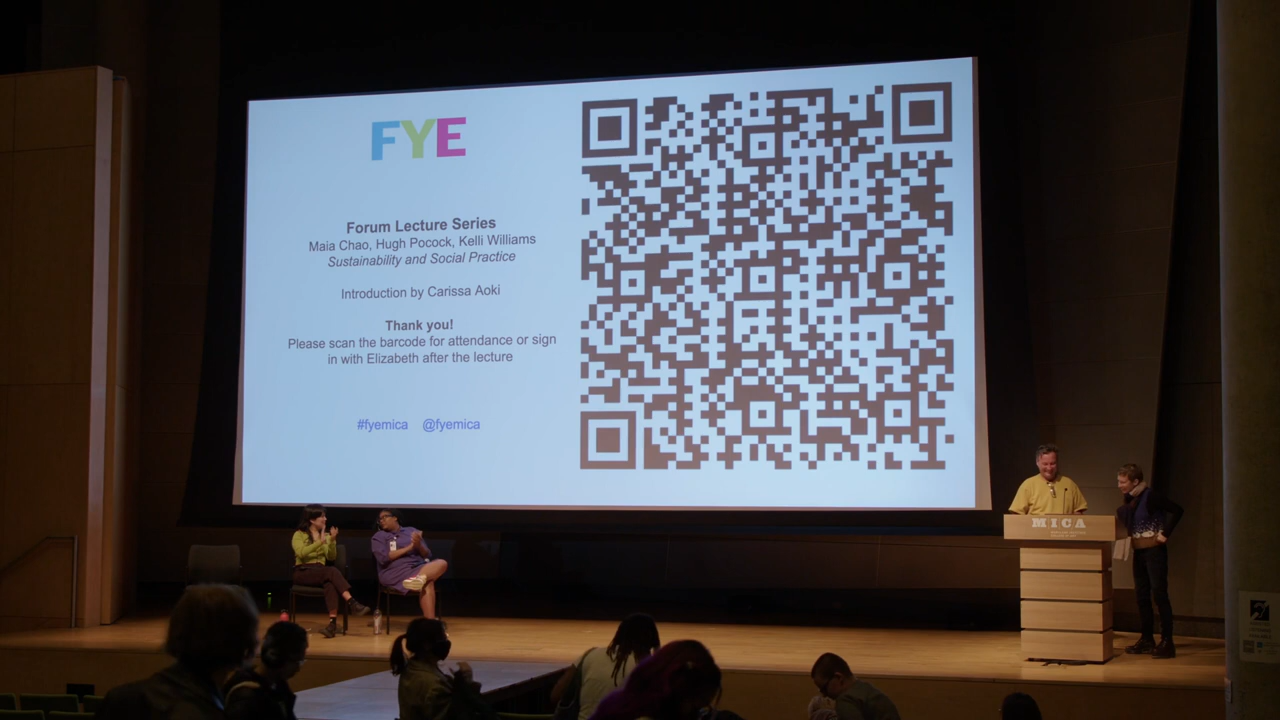 FYE
Forum Lecture Series
Maia Chao, Hugh Pocock, Kelli Williams
Sustainability and Social Practice
Introduction by Carissa Aoki
Thank you!
Please scan the barcode for attendance or sign
in with Elizabeth after the lecture
#fyemica @fyemica
MICA